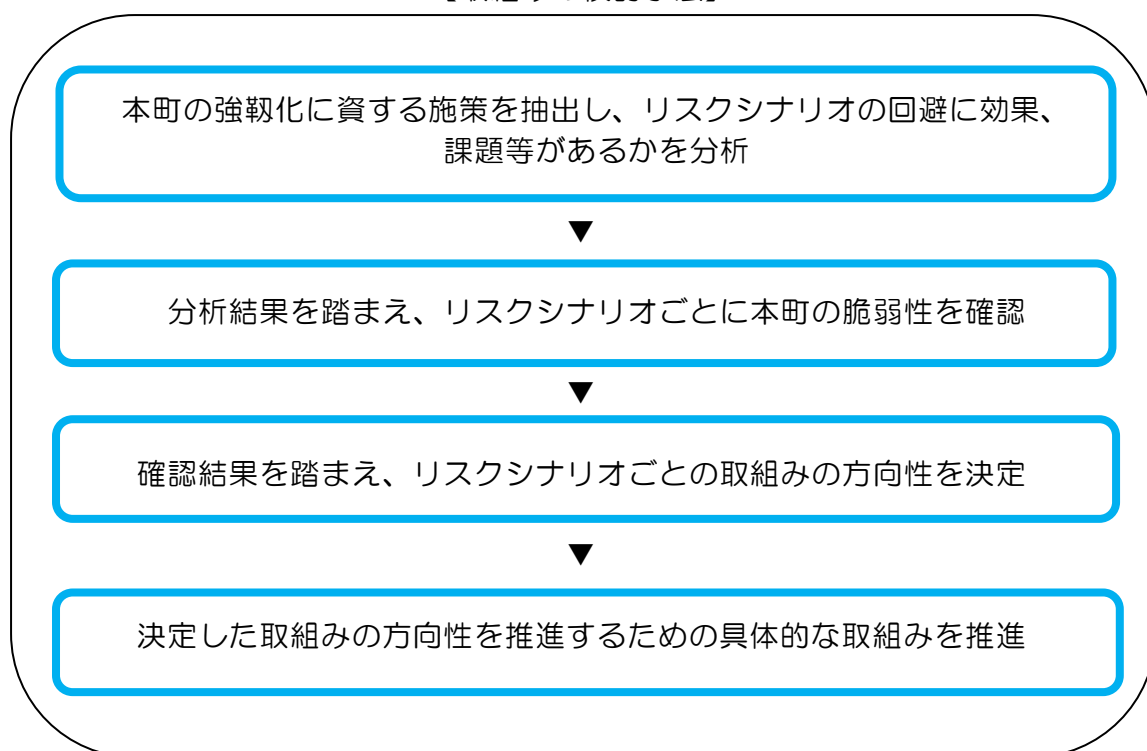 本町の強靱化に資する施策を抽出し、リスクシナリオの回避に効果、
課題等があるかを分析
▼
分析結果を踏まえ、リスクシナリオごとに本町の脆弱性を確認
▼
確認結果を踏まえ、リスクシナリオごとの取組みの方向性を決定
▼
決定した取組みの方向性を推進するための具体的な取組みを推進